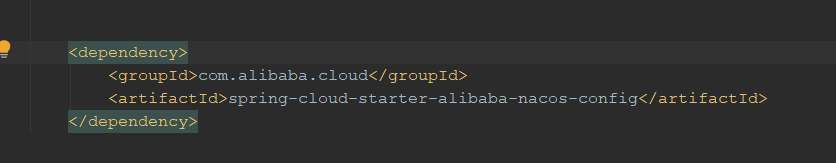 <dependency>
<groupId>com.alibaba.cloud</groupId>
<artifactId>spring-cloud-starter-alibaba-nacos-config</artifactId>
</dependency>